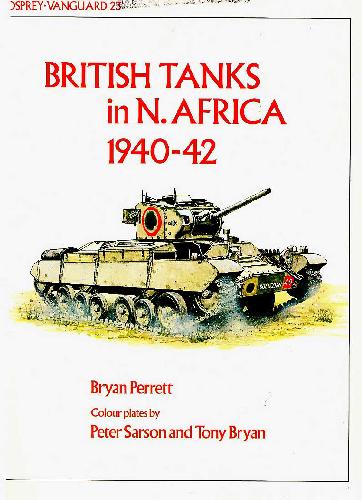 OSPREY·VANGUARD 23
BRITISH TANKS
in N. AFRICA
1940-42
Bryan Perrett
Colour plates by
Peter Sarson and Tony Bryan